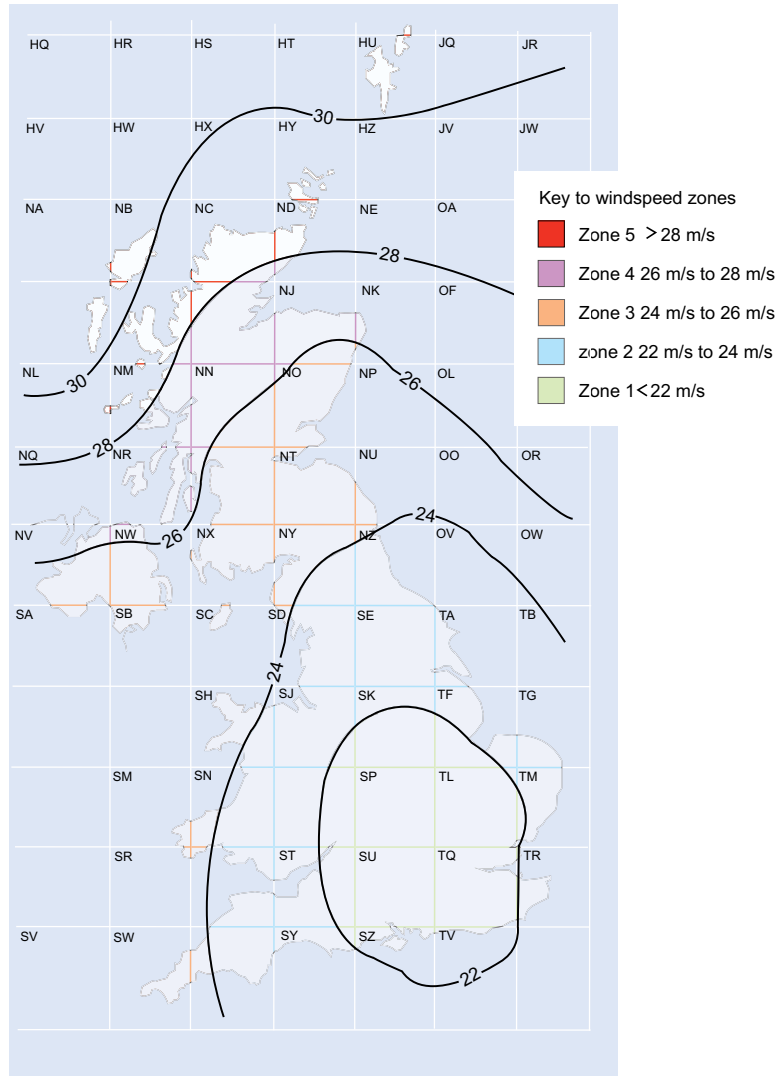 HQ HR HS HT HU JQ JR
30
HV HW HX HY HZ JV JW
NA NB NC ND NE OA
Key to windspeed zones
Zone 5 >28 m/s
Zone 4 26 m/s to 28 m/s
Zone 3 24 m/s to 26 m/s
zone 2 22 m/s to 24 m/s
Zone 1<22 m/s
28
NJ NK OF
NL NM NN NO NP OL
30
26
28
NQ NR NT NU OO OR
24
NV NW NX NY NZ OV OW
26
SA SB SC SD SE TA TB
24
SH SJ SK TF TG
SM SN SP TL TM
SR ST SU TQ TR
SV SW SY SZ TV
22